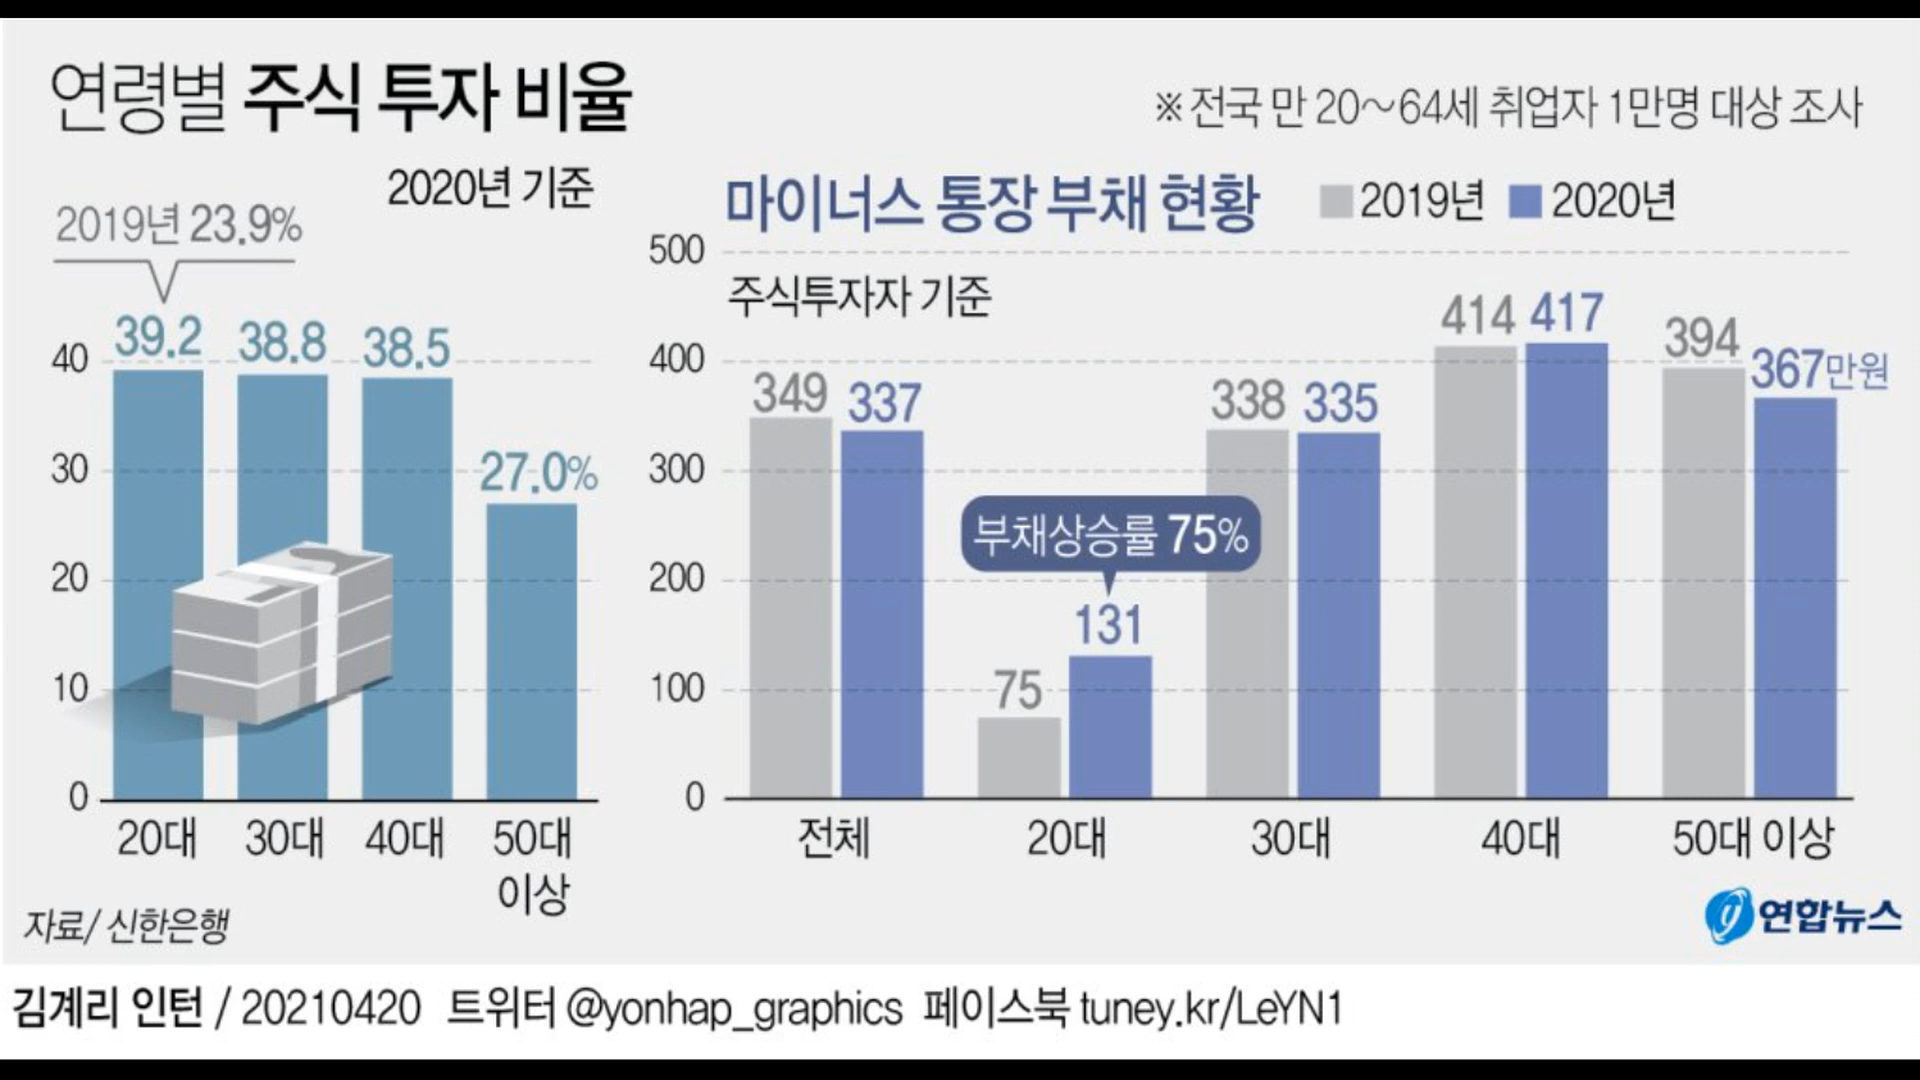 연령별 주식 투자 비율
※전국 만 20~64세 취업자 1만명 대상 조사
2020년 기준
2019년 23.9%
39.2 38.8 38.5
27.0%
40
30
20
10
0
20대 30대 40대 50대
이상
마이너스 통장 부채 현황
2019년 2020년
주식투자자 기준
500
400
300
200
100
0
349 337
75 131
부채상승률 75%
338 335
414 417
394 367만원
전체 20대 30대 40대 50대 이상
자료/ 신한은행
y 연합뉴스
김계리 인턴 / 20210420 트위터 @yonhap_graphics 페이스북 tuney.kr/LeYN1